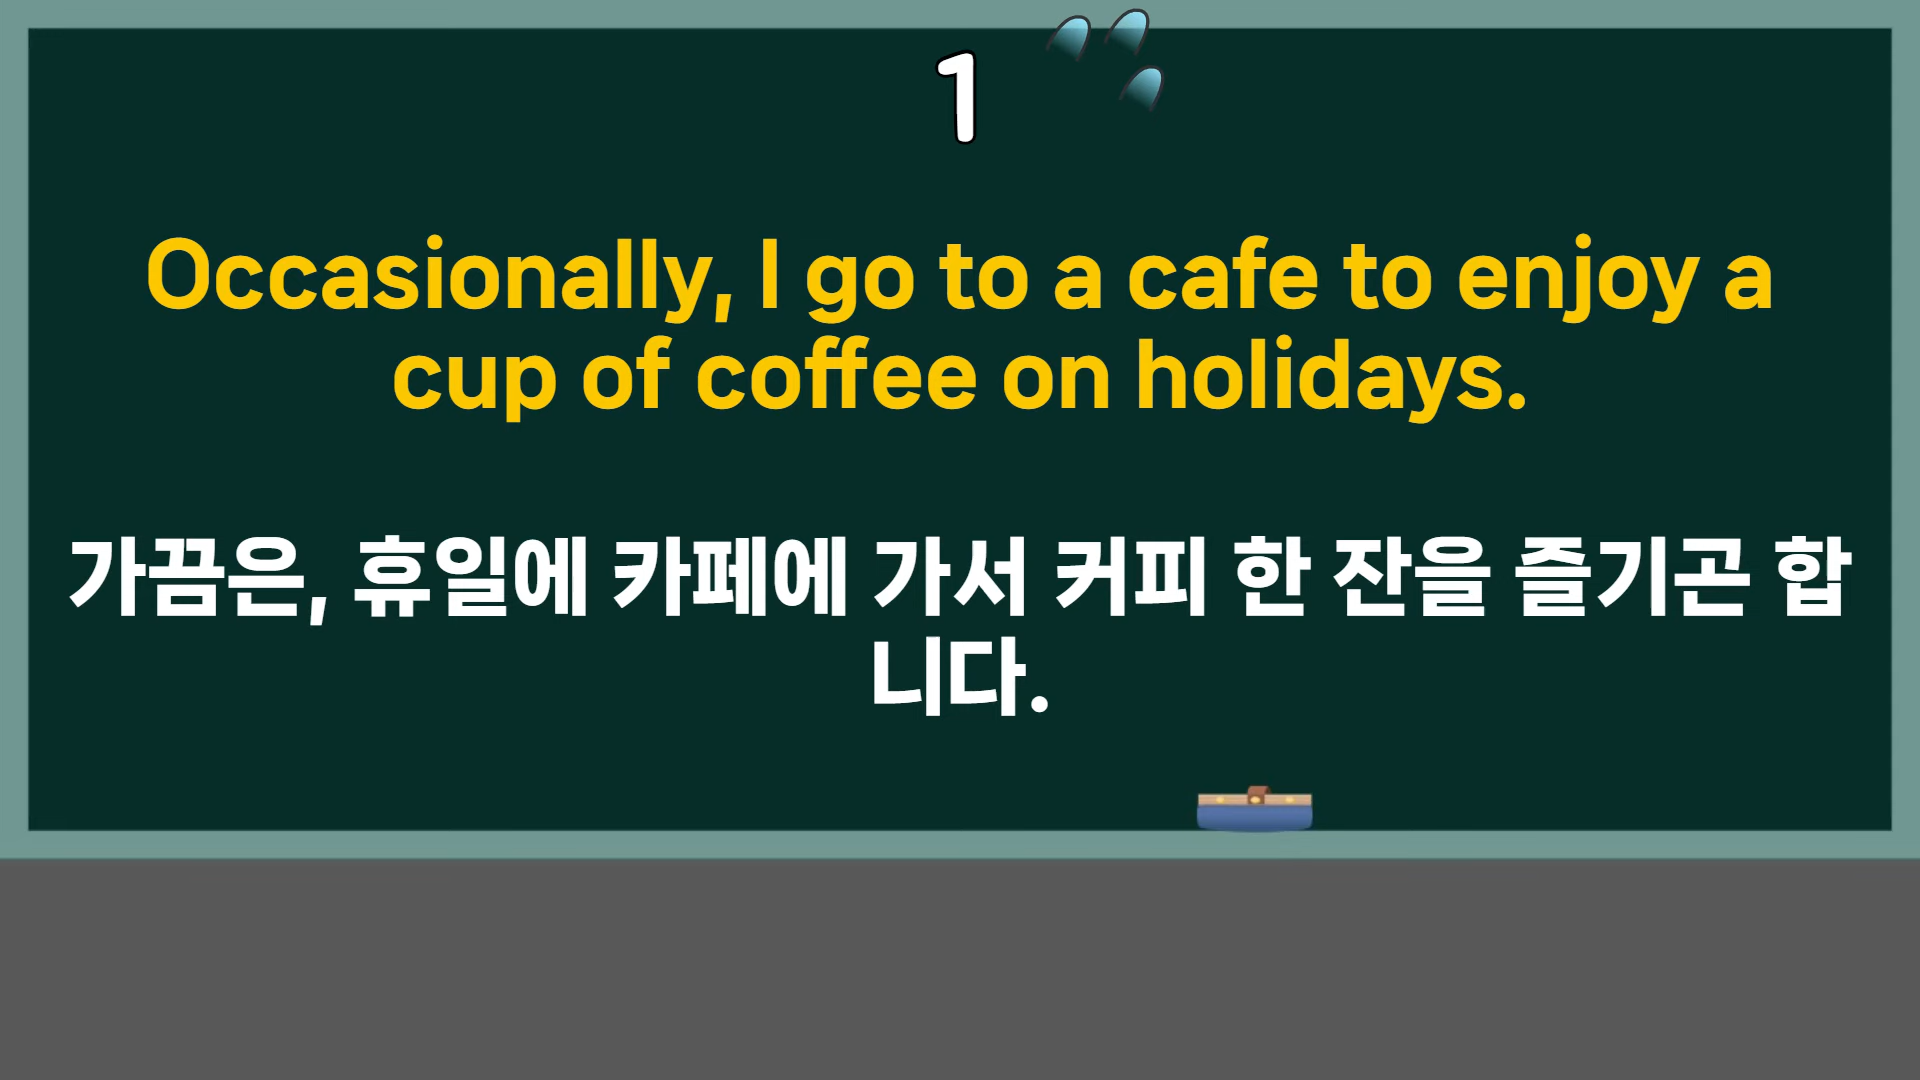 1
Occasionally, I go to a cafe to enjoy a
cup of coffee on holidays.
가끔은, 휴일에 카페에 가서 커피 한 잔을 즐기곤 합
니다.